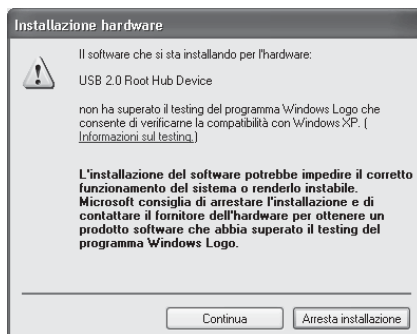 Installazione hardware
Il software che si sta installando per l'hardware:
USB 2.0 Root Hub Device
non ha superato il testing del programma Windows Logo che
consente di verificarne la compatibilità con Windows XP. (
Informazioni sul testing.)
L'installazione del software potrebbe impedire il corretto
funzionamento del sistema o renderlo instabile.
Microsoft consiglia di arrestare l'installazione e di
contattare il fornitore dell'hardware per ottenere un
prodotto software che abbia superato il testing del
programma Windows Logo.
Continua
Arresta installazione